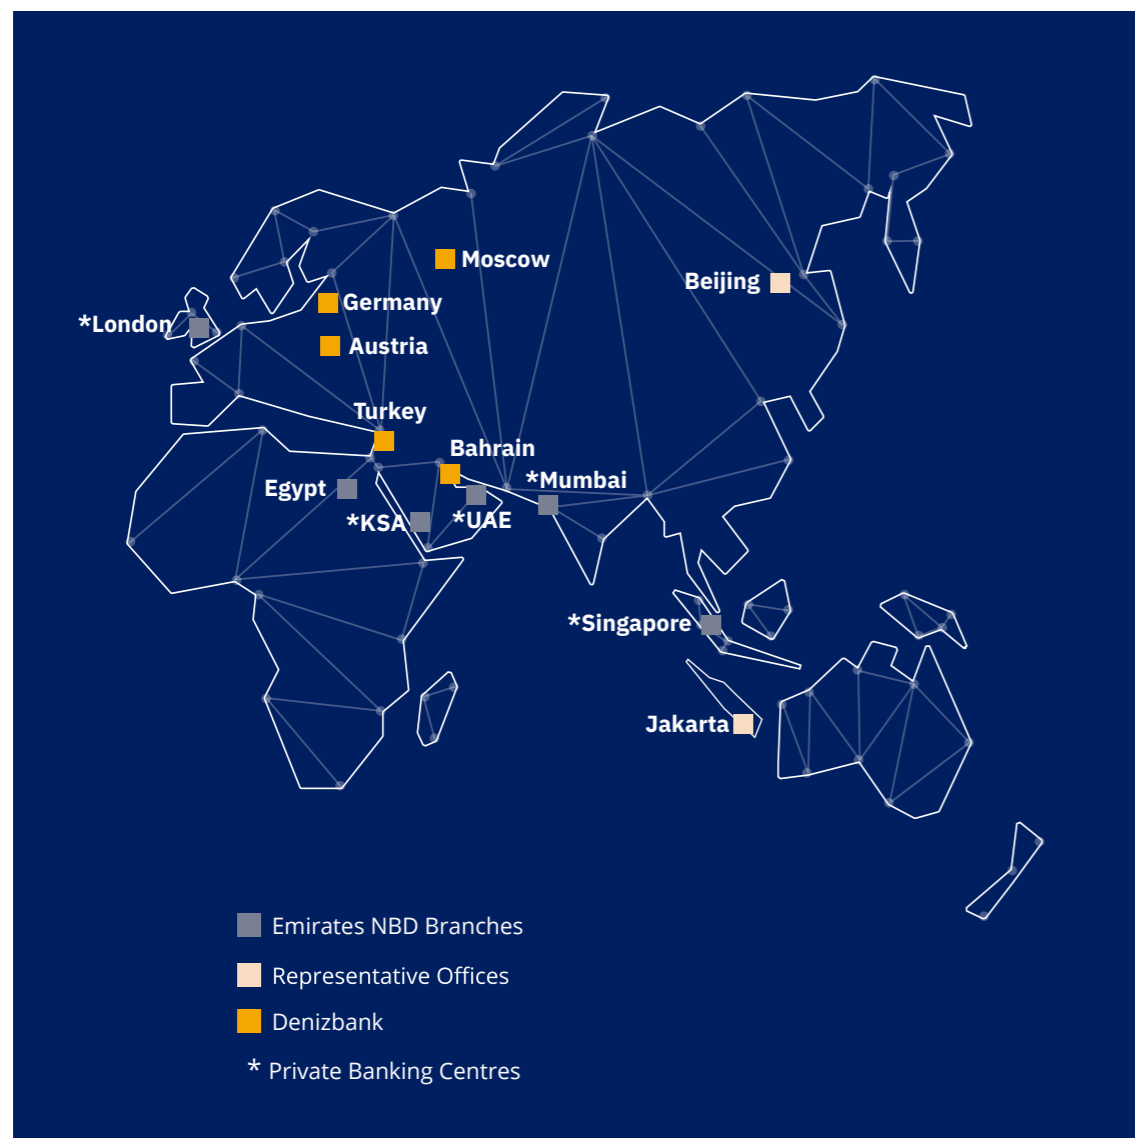 Moscow
Beijing
Germany
*London
Austria
Turkey
Bahrain
*Mumbai
Egypt
*KSA
*UAE
*Singapore
Jakarta
Emirates NBD Branches
Representative Offices
Denizbank
* Private Banking Centres